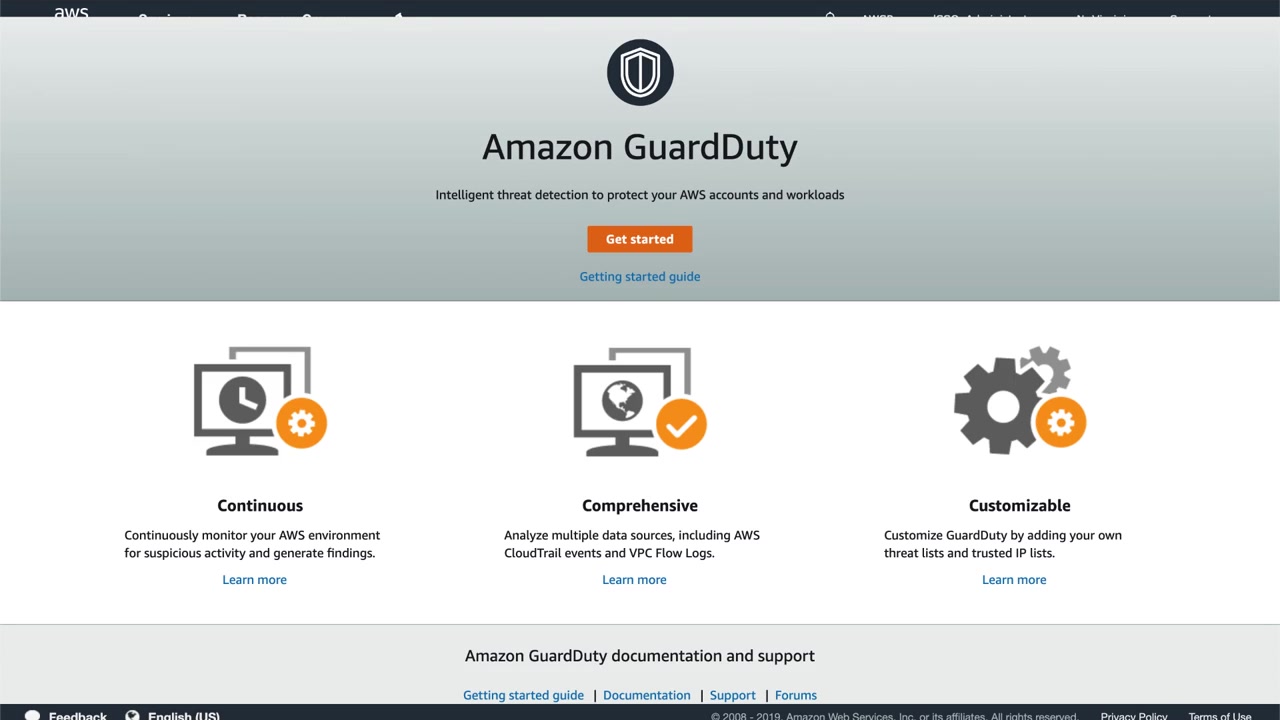 aws
Amazon GuardDuty
Intelligent threat detection to protect your AWS accounts and workloads
Get started
Getting started guide
Continuous
Continuously monitor your AWS environment
for suspicious activity and generate findings.
Learn more
Comprehensive
Analyze multiple data sources, including AWS
CloudTrail events and VPC Flow Logs.
Learn more
Customizable
Customize GuardDuty by adding your own
threat lists and trusted IP lists.
Learn more
Amazon GuardDuty documentation and support
Getting started guide | Documentation | Support | Forums
Feedback English (US) © 2008 - 2019, Amazon Web Services, Inc. or its affiliates. All rights reserved. Privacy Policy Terms of Use